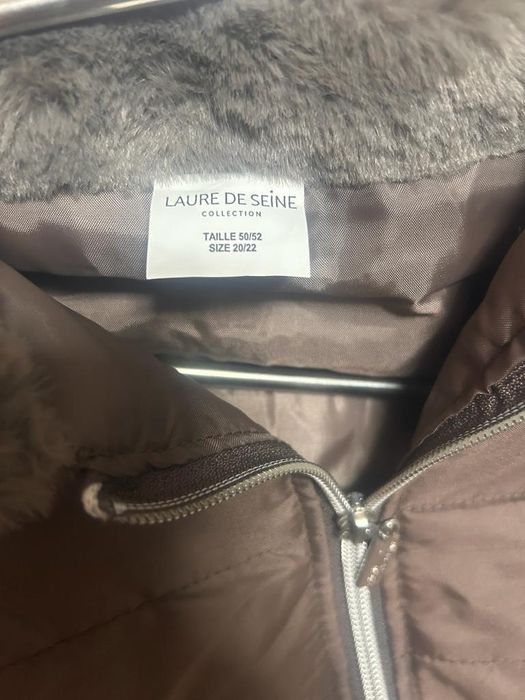 LAURE DE SEINE
COLLECTION
TAILLE 50/52
SIZE 20/22